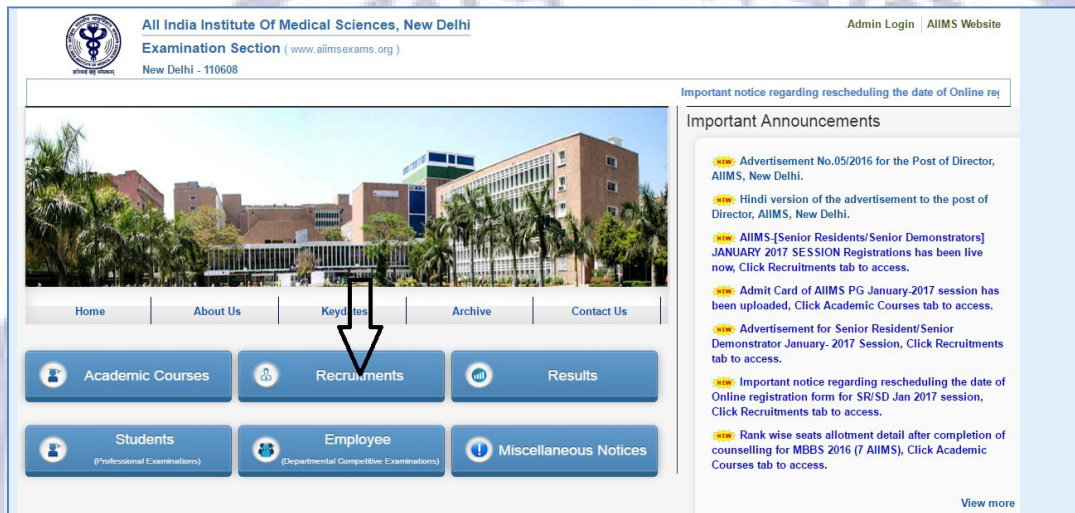 All India Institute Of Medical Sciences, New Delhi
Examination Section ( www.aiimsexams.org )
New Delhi - 110608
Admin Login | AIIMS Website
Important notice regarding rescheduling the date of Online reg
Important Announcements
NEW Advertisement No.05/2016 for the Post of Director,
AIIMS, New Delhi.
NEW Hindi version of the advertisement to the post of
Director, AIIMS, New Delhi.
NEW AIIMS-[Senior Residents/Senior Demonstrators]
JANUARY 2017 SESSION Registrations has been live
now, Click Recruitments tab to access.
NEW Admit Card of AIIMS PG January-2017 session has
been uploaded, Click Academic Courses tab to access.
NEW Advertisement for Senior Resident/Senior
Demonstrator January- 2017 Session, Click Recruitments
tab to access.
NEW Important notice regarding rescheduling the date of
Online registration form for SR/SD Jan 2017 session,
Click Recruitments tab to access.
NEW Rank wise seats allotment detail after completion of
counselling for MBBS 2016 (7 AIIMS), Click Academic
Courses tab to access.
View more
Home
About Us
Keydates
Archive
Contact Us
Academic Courses
Recruitments
Results
Students
(Professional Examinations)
Employee
(Departmental Competitive Examinations)
Miscellaneous Notices